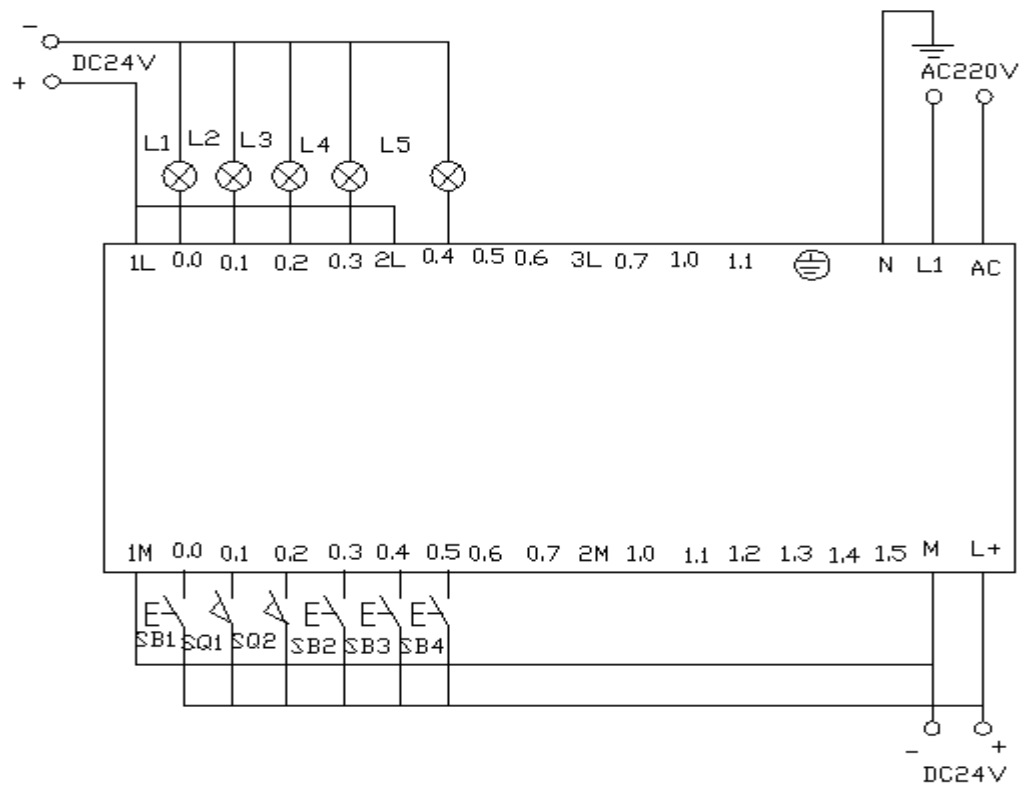 -
DC24V
+
AC220V
L1 L2 L3 L4 L5
1L 0.0 0.1 0.2 0.3 2L 0.4 0.5 0.6 3L 0.7 1.0 1.1 N L1 AC
1M 0.0 0.1 0.2 0.3 0.4 0.5 0.6 0.7 2M 1.0 1.1 1.2 1.3 1.4 1.5 M L+
SB1 SQ1 SQ2 SB2 SB3 SB4
- +
DC24V